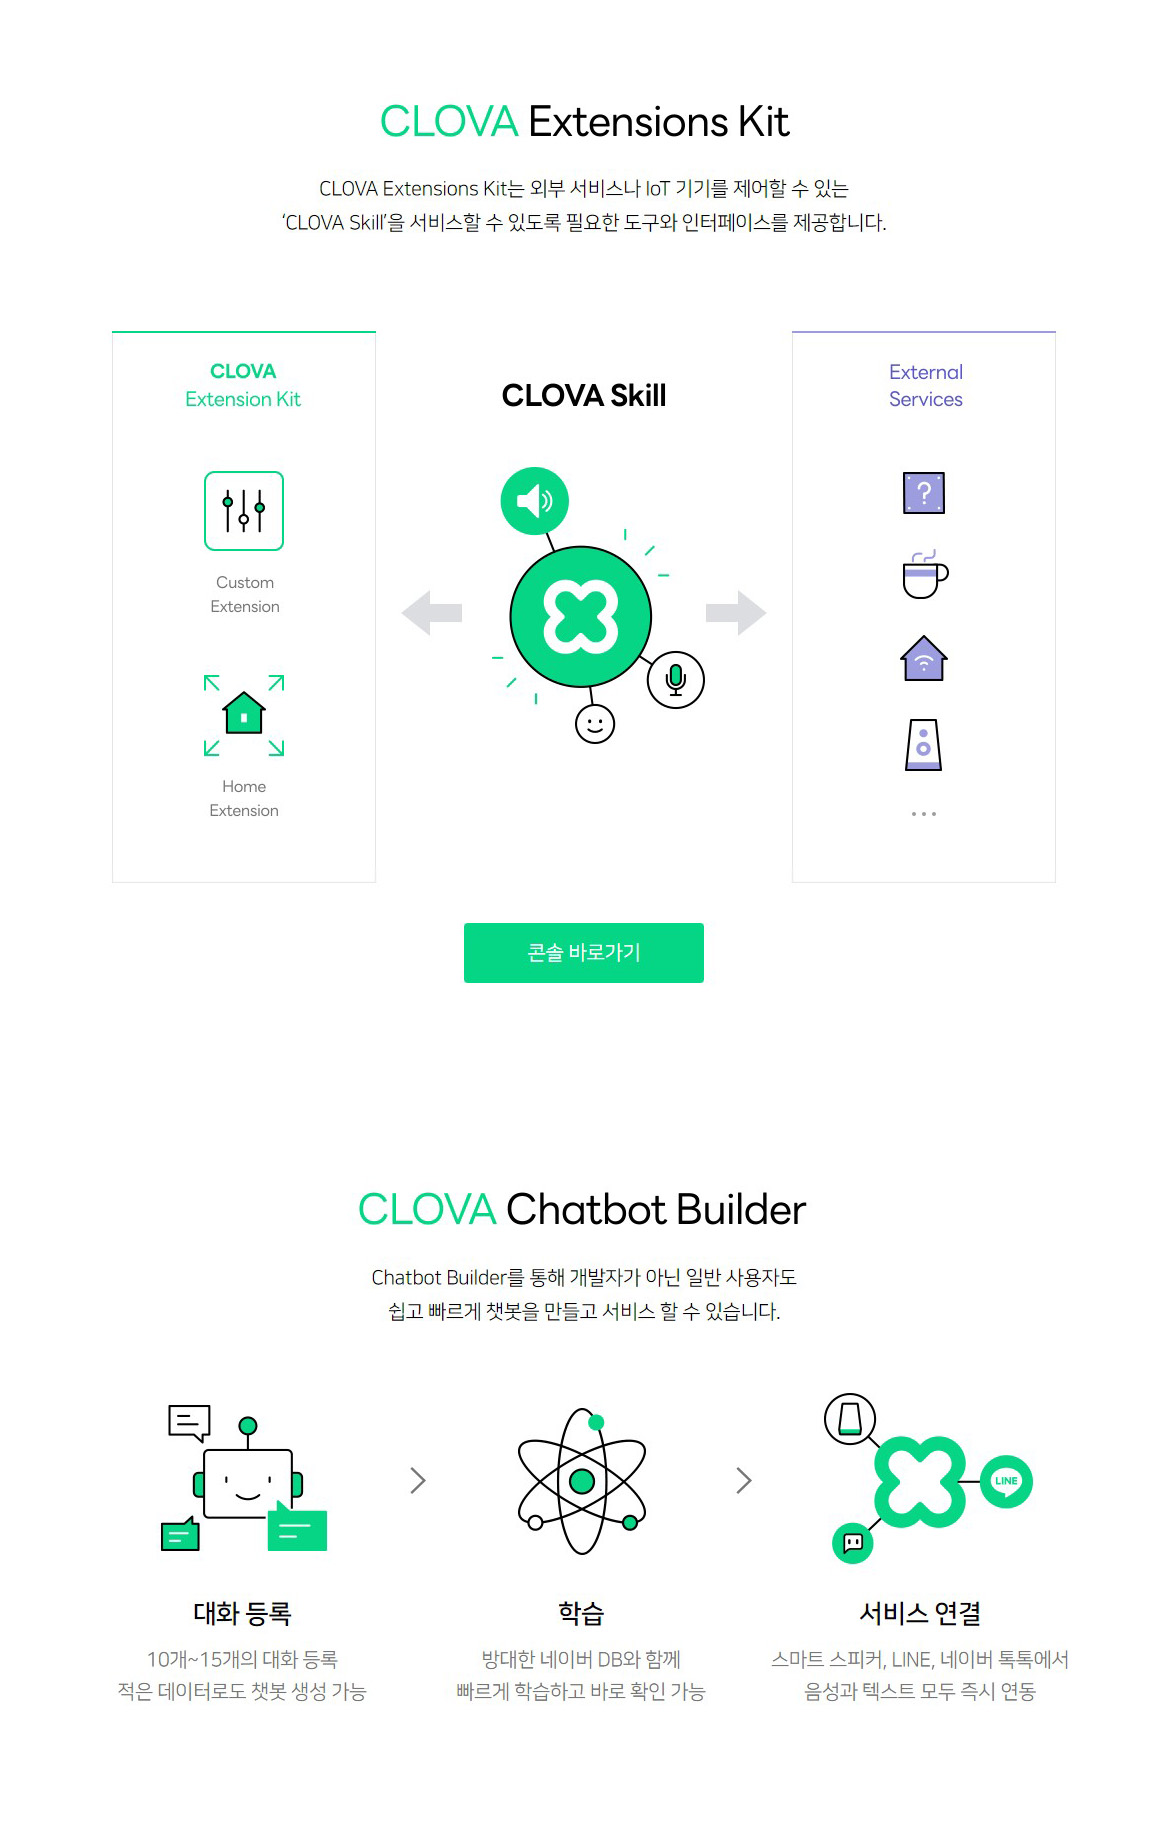 CLOVA Extensions Kit
CLOVA Extensions Kit는 외부 서비스나 IoT 기기를 제어할 수 있는
‘CLOVA Skill’을 서비스할 수 있도록 필요한 도구와 인터페이스를 제공합니다.
CLOVA
Extension Kit
Custom
Extension
Home
Extension
CLOVA Skill
External
Services
?
...
콘솔 바로가기
CLOVA Chatbot Builder
Chatbot Builder를 통해 개발자가 아닌 일반 사용자도
쉽고 빠르게 챗봇을 만들고 서비스 할 수 있습니다.
LINE
대화 등록
10개~15개의 대화 등록
적은 데이터로도 챗봇 생성 가능
학습
방대한 네이버 DB와 함께
빠르게 학습하고 바로 확인 가능
서비스 연결
스마트 스피커, LINE, 네이버 톡톡에서
음성과 텍스트 모두 즉시 연동